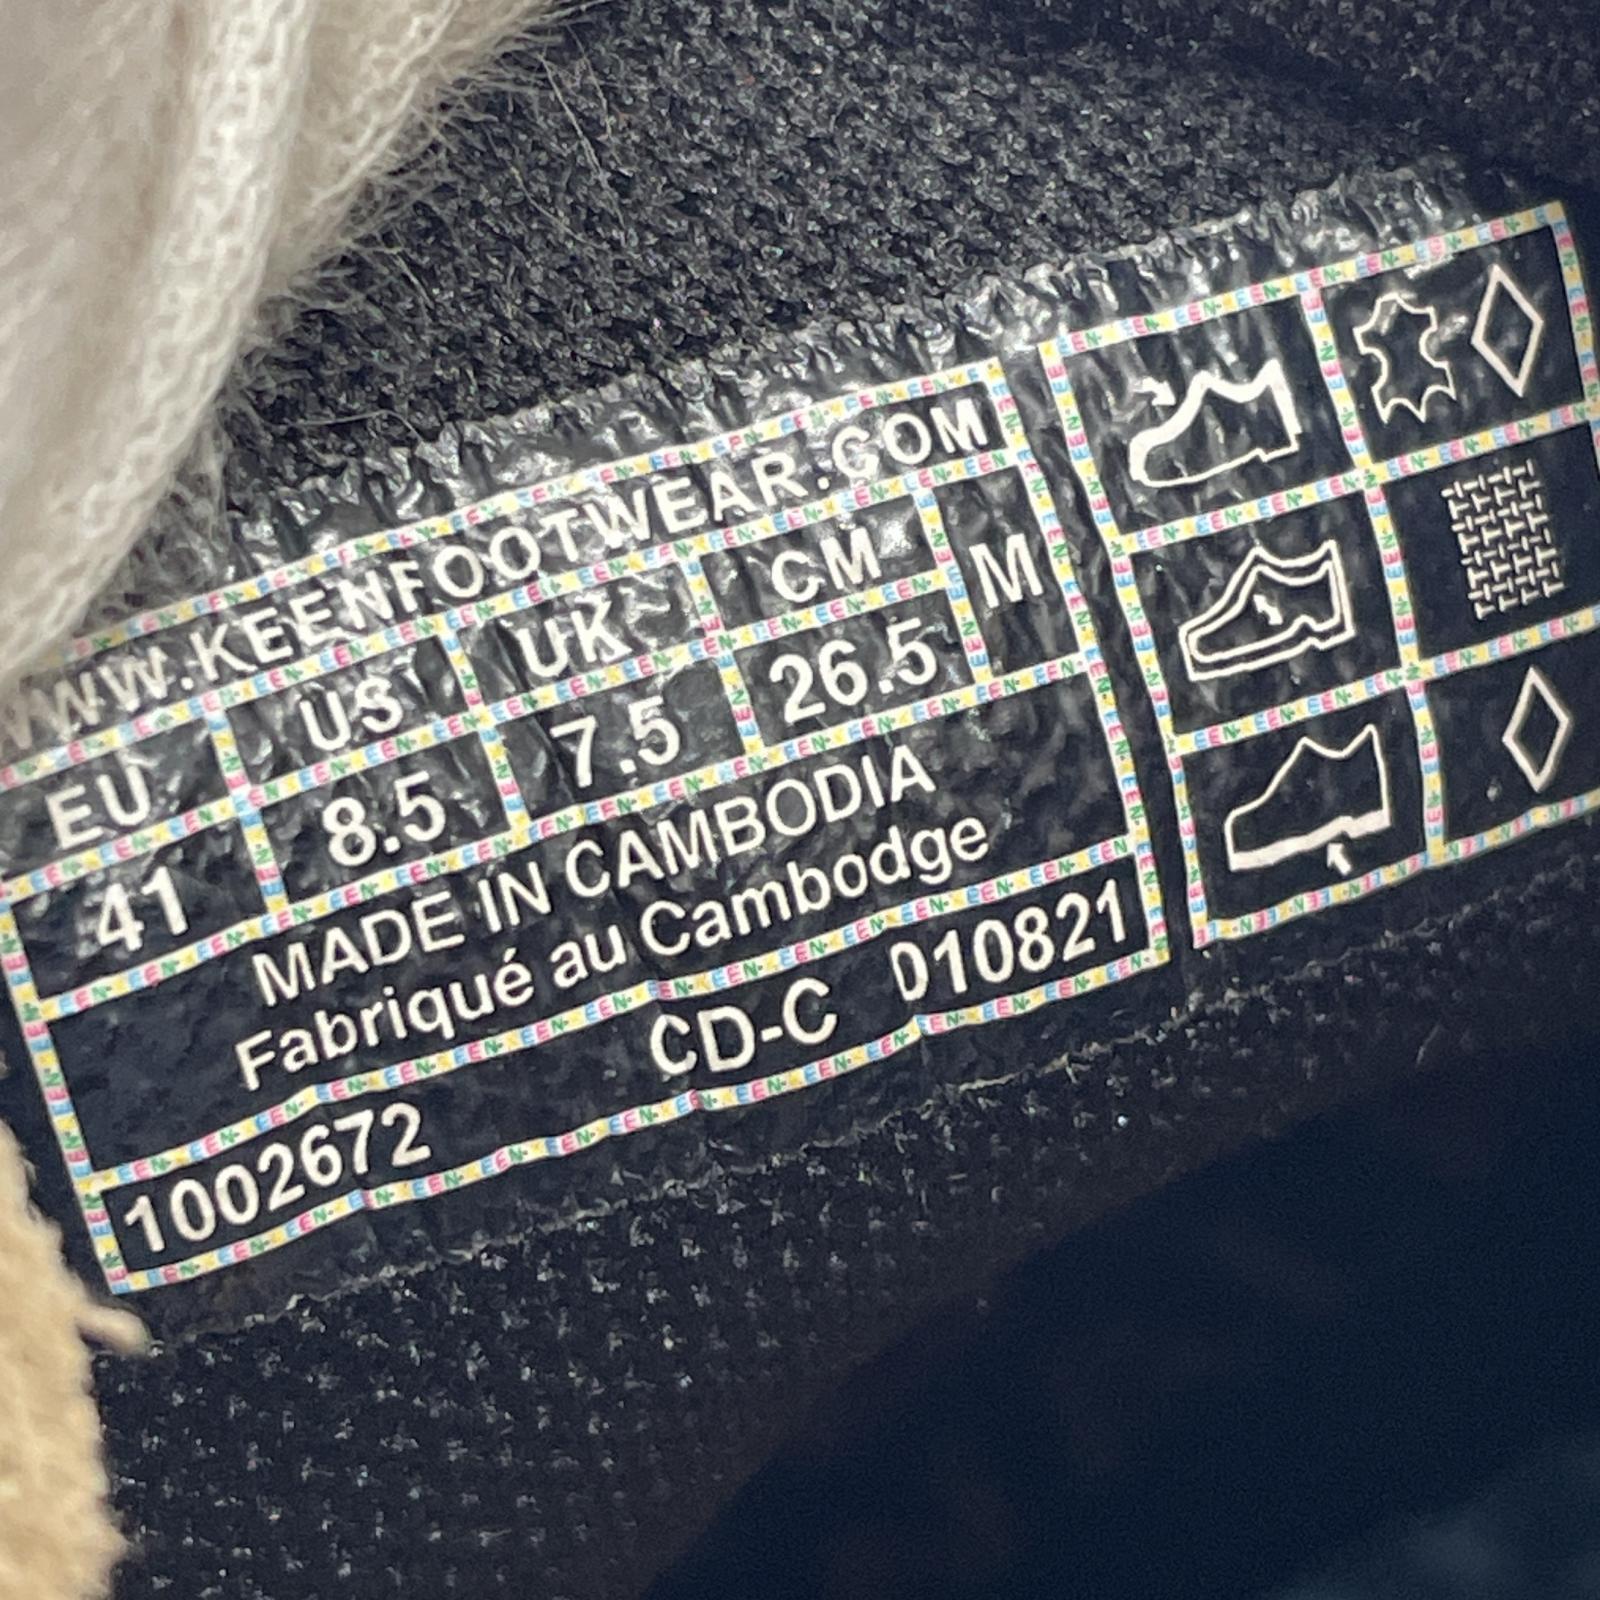 WWW.KEENFOOTWEAR.COM
EU US UK CM M
41 8.5 7.5 26.5
MADE IN CAMBODIA
Fabriqué au Cambodge
1002672 CD-C 010821